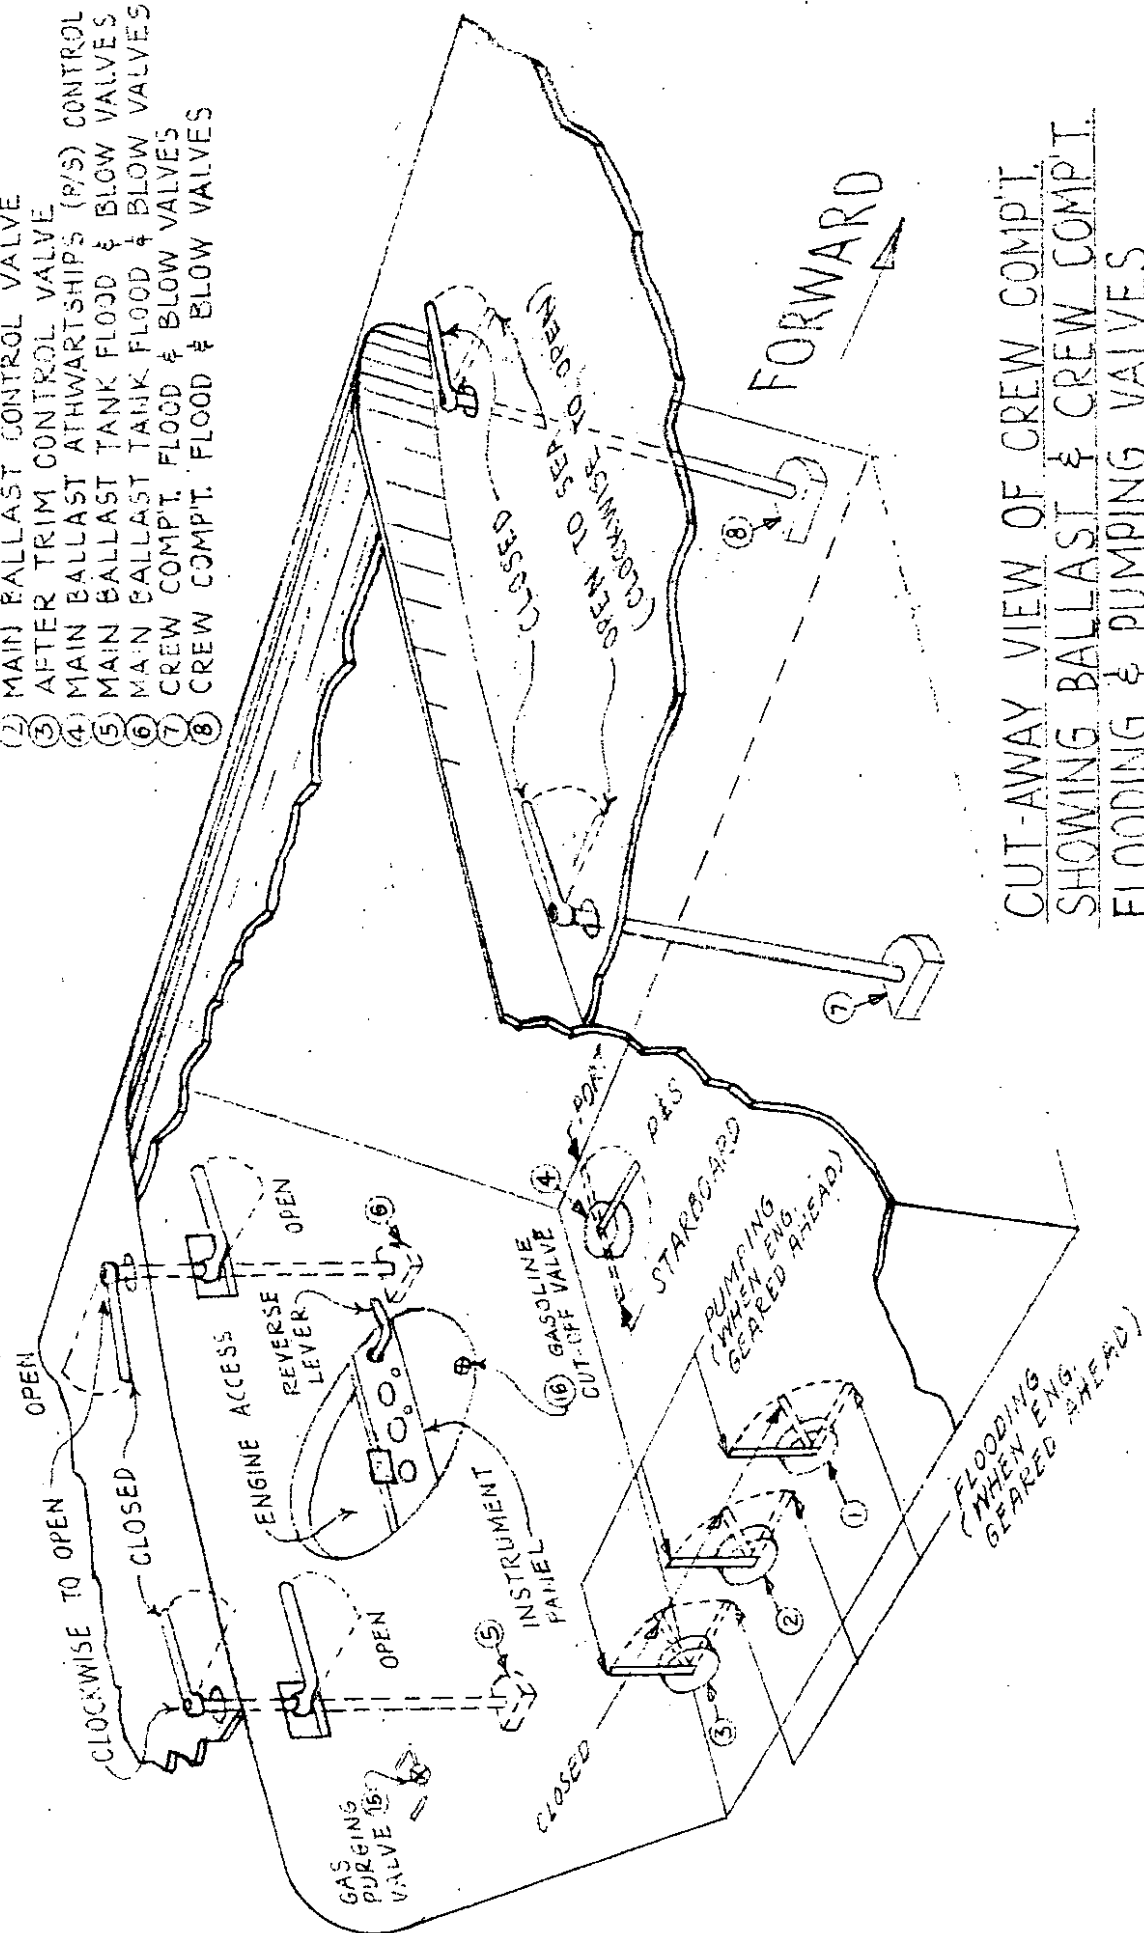 ② MAIN BALLAST CONTROL VALVE
③ AFTER TRIM CONTROL VALVE
④ MAIN BALLAST ATHWARTSHIPS (P/S) CONTROL
⑤ MAIN BALLAST TANK FLOOD & BLOW VALVES
⑥ MAIN BALLAST TANK FLOOD & BLOW VALVES
⑦ CREW COMP'T. FLOOD & BLOW VALVES
⑧ CREW COMP'T. FLOOD & BLOW VALVES
OPEN
CLOCKWISE TO OPEN
CLOSED
OPEN
⑥
ENGINE ACCESS
REVERSE
LEVER
OPEN
⑤
INSTRUMENT
PANEL
⑯ GASOLINE
CUT-OFF VALVE
GAS
PURGING
VALVE ⑮
CLOSED
④
PORT
P&S
STARBOARD
PUMPING
(WHEN ENG.
GEARED AHEAD)
①
②
③
FLOODING
(WHEN ENG.
GEARED AHEAD)
CLOSED
OPEN TO SEA
(CLOCKWISE TO OPEN)
⑦
⑧
FORWARD
CUT-AWAY VIEW OF CREW COMP'T.
SHOWING BALLAST & CREW COMP'T.
FLOODING & PUMPING VALVES